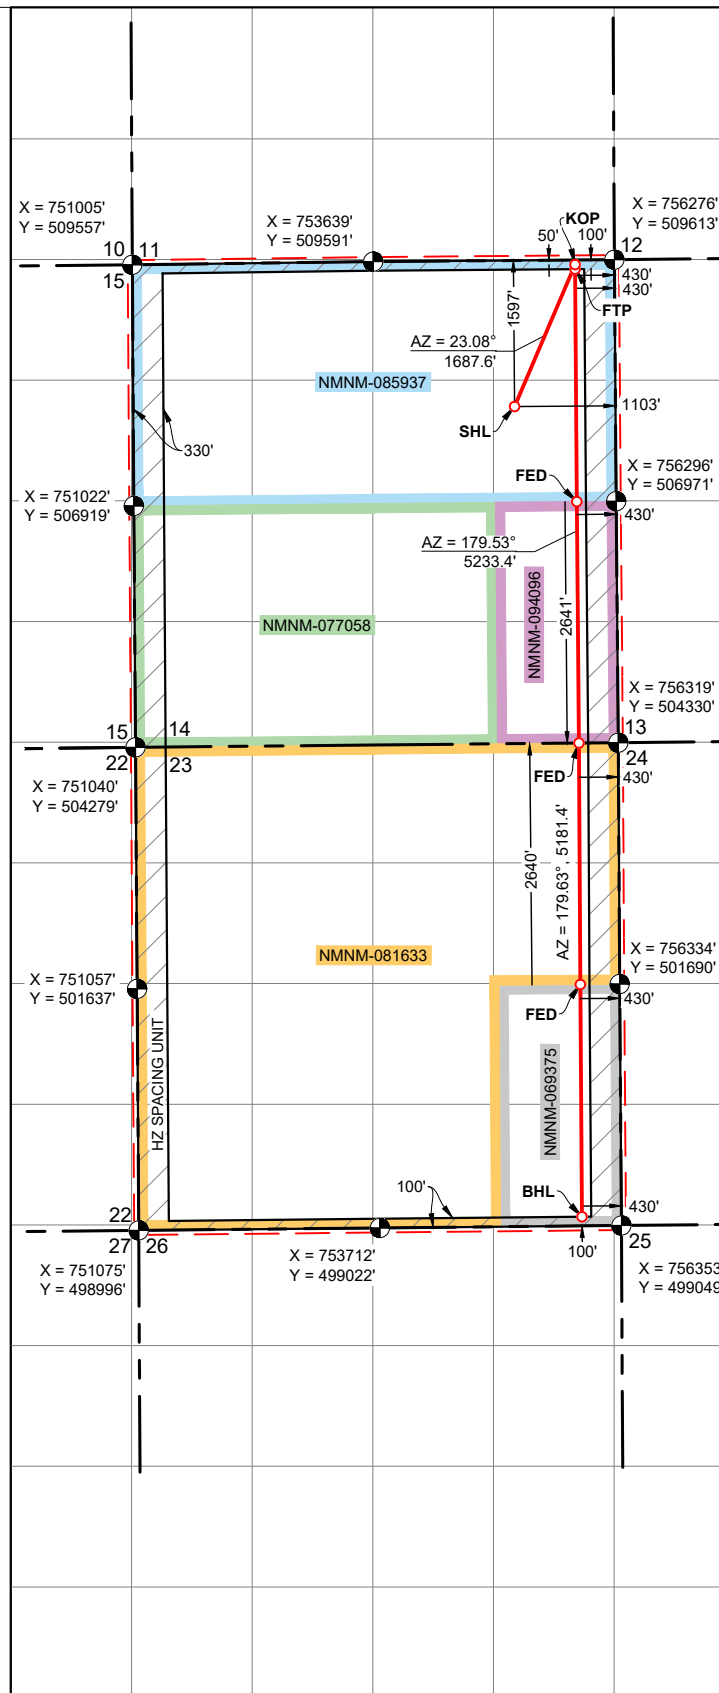 X = 751005'
Y = 509557'
X = 753639'
Y = 509591'
KOP
X = 756276'
Y = 509613'
50'
100'
10
11
12
15
430'
430'
FTP
1597'
AZ = 23.08°
1687.6'
NMNM-085937
1103'
SHL
330'
FED
X = 756296'
Y = 506971'
X = 751022'
Y = 506919'
430'
AZ = 179.53°
5233.4'
NMNM-094096
2641'
NMNM-077058
X = 756319'
Y = 504330'
15
14
13
22
23
24
FED
430'
X = 751040'
Y = 504279'
2640'
AZ = 179.63°, 5181.4'
NMNM-081633
X = 756334'
Y = 501690'
X = 751057'
Y = 501637'
FED
430'
HZ SPACING UNIT
NMNM-069375
BHL
100'
430'
22
27
26
25
100'
X = 753712'
Y = 499022'
X = 751075'
Y = 498996'
X = 756353
Y = 499049